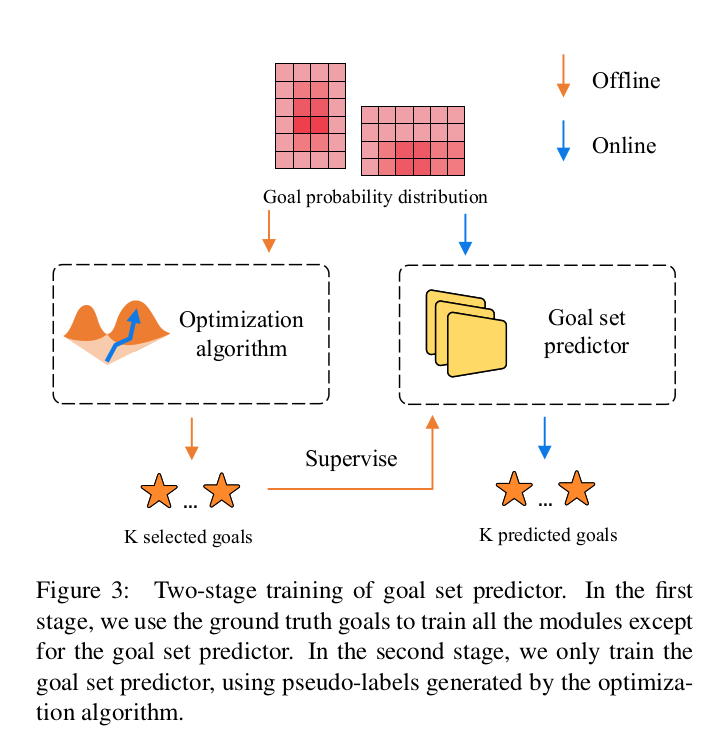 Offline
Online
Goal probability distribution
Optimization
algorithm
Goal set
predictor
Supervise
...
...
K selected goals
K predicted goals
Figure 3: Two-stage training of goal set predictor. In the first
stage, we use the ground truth goals to train all the modules except
for the goal set predictor. In the second stage, we only train the
goal set predictor, using pseudo-labels generated by the optimiza-
tion algorithm.